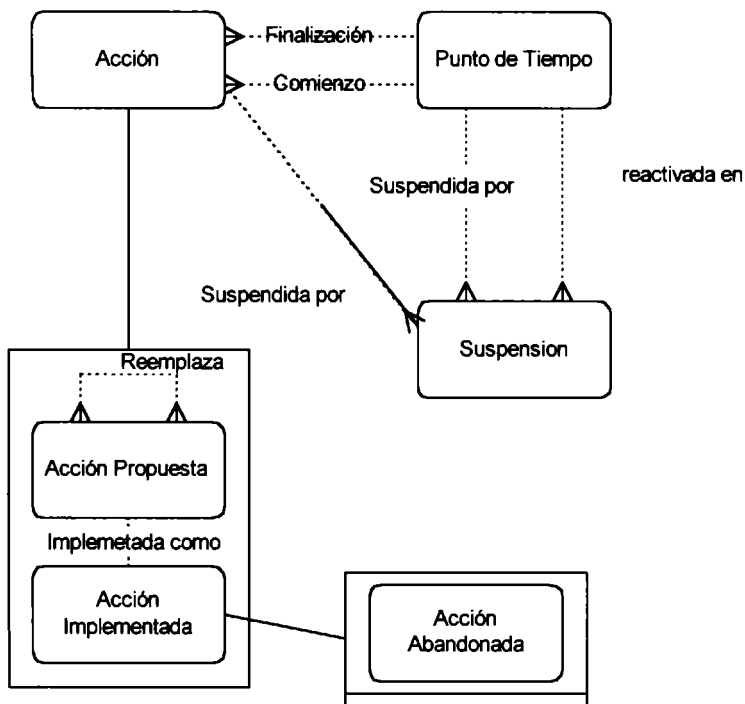 Acción
Finalización
Comienzo
Punto de Tiempo
Suspendida por
reactivada en
Suspendida por
Suspension
Reemplaza
Acción Propuesta
Implemetada como
Acción
Implementada
Acción
Abandonada